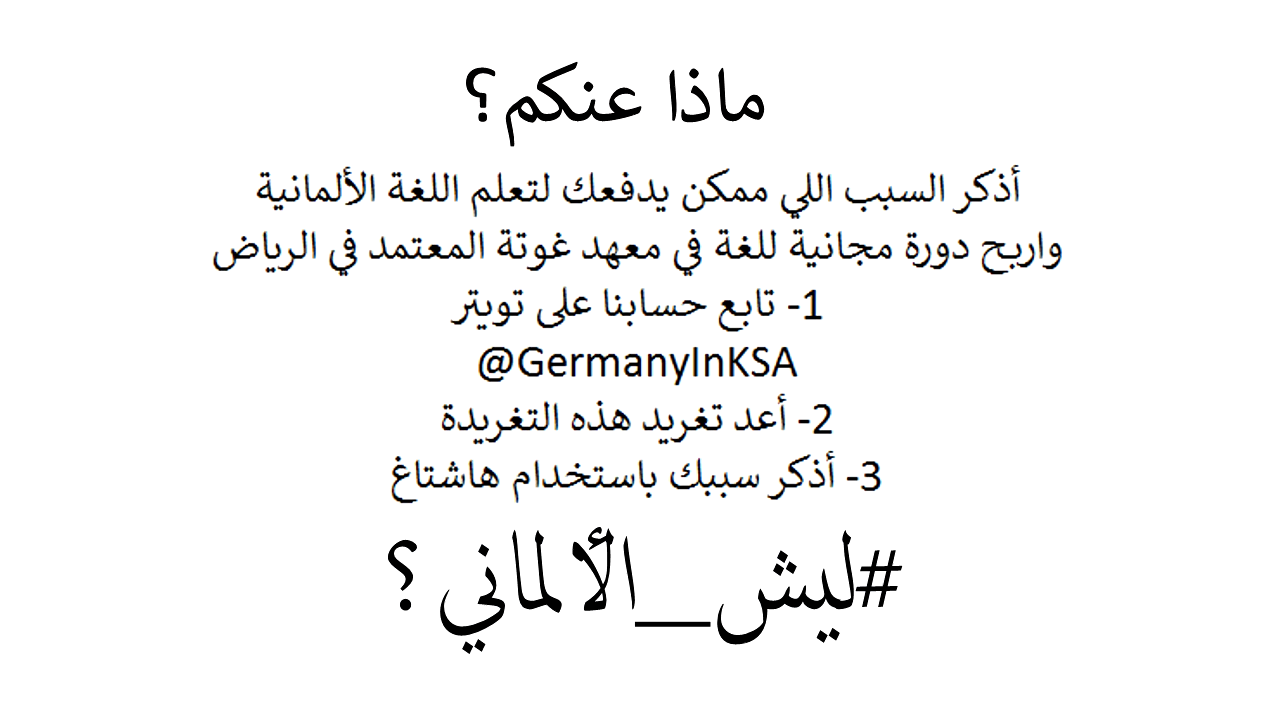 ماذا عنكم؟
أذكر السبب اللي ممكن يدفعك لتعلم اللغة الألمانية
واربح دورة مجانية للغة في معهد غوتة المعتمد في الرياض
1- تابع حسابنا على تويتر
@GermanyInKSA
2- أعد تغريد هذه التغريدة
3- أذكر سببك باستخدام هاشتاغ
#ليش_الألماني ؟